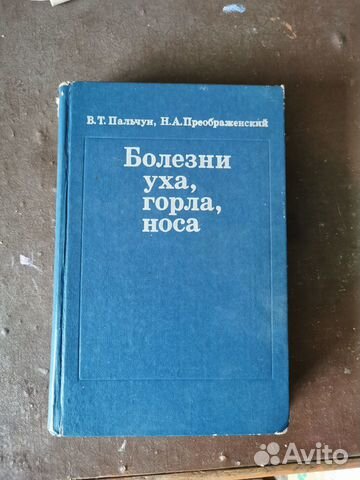 В.Т. Пальчун, Н.А. Преображенский
Болезни
уха,
горла,
носа
Avito